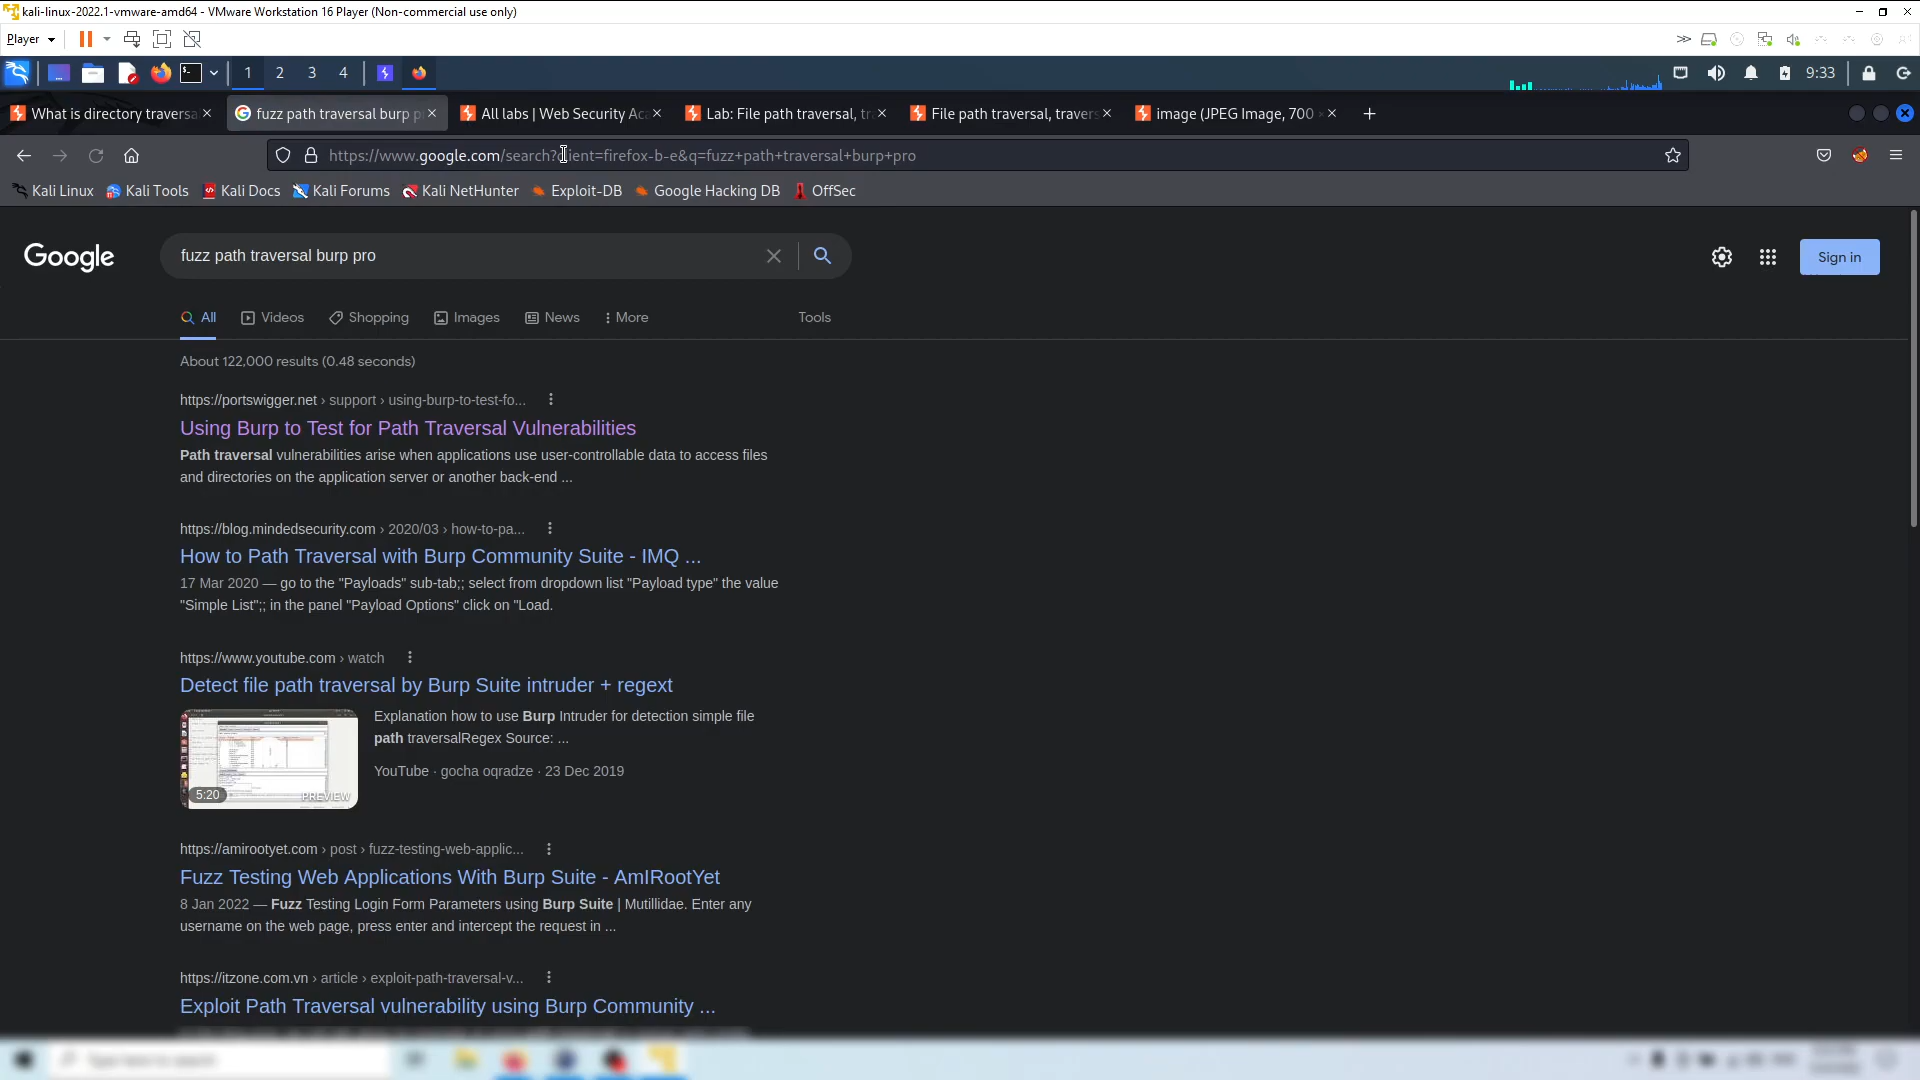 kali-linux-2022.1-vmware-amd64 - VMware Workstation 16 Player (Non-commercial use only)
Player
1 2 3 4
9:33
What is directory traversa
fuzz path traversal burp p
All labs | Web Security Aca
Lab: File path traversal, tr
File path traversal, travers
image (JPEG Image, 700 ×
https://www.google.com/search?client=firefox-b-e&q=fuzz+path+traversal+burp+pro
Kali Linux
Kali Tools
Kali Docs
Kali Forums
Kali NetHunter
Exploit-DB
Google Hacking DB
OffSec
Google
fuzz path traversal burp pro
Sign in
All
Videos
Shopping
Images
News
More
Tools
About 122,000 results (0.48 seconds)
https://portswigger.net › support › using-burp-to-test-fo...
Using Burp to Test for Path Traversal Vulnerabilities
Path traversal vulnerabilities arise when applications use user-controllable data to access files
and directories on the application server or another back-end ...
https://blog.mindedsecurity.com › 2020/03 › how-to-pa...
How to Path Traversal with Burp Community Suite - IMQ ...
17 Mar 2020 — go to the "Payloads" sub-tab;; select from dropdown list "Payload type" the value
"Simple List";; in the panel "Payload Options" click on "Load.
https://www.youtube.com › watch
Detect file path traversal by Burp Suite intruder + regext
Explanation how to use Burp Intruder for detection simple file
path traversalRegex Source: ...
5:20
PREVIEW
YouTube · gocha oqradze · 23 Dec 2019
https://amirootyet.com › post › fuzz-testing-web-applic...
Fuzz Testing Web Applications With Burp Suite - AmIRootYet
8 Jan 2022 — Fuzz Testing Login Form Parameters using Burp Suite | Mutillidae. Enter any
username on the web page, press enter and intercept the request in ...
https://itzone.com.vn › article › exploit-path-traversal-v...
Exploit Path Traversal vulnerability using Burp Community ...
Type here to search